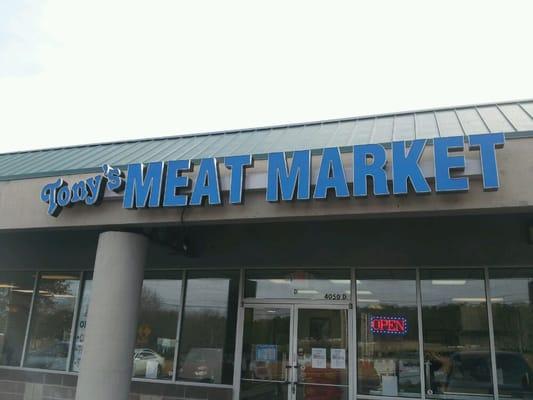 Tony's MEAT MARKET
D
4050 D
OPEN